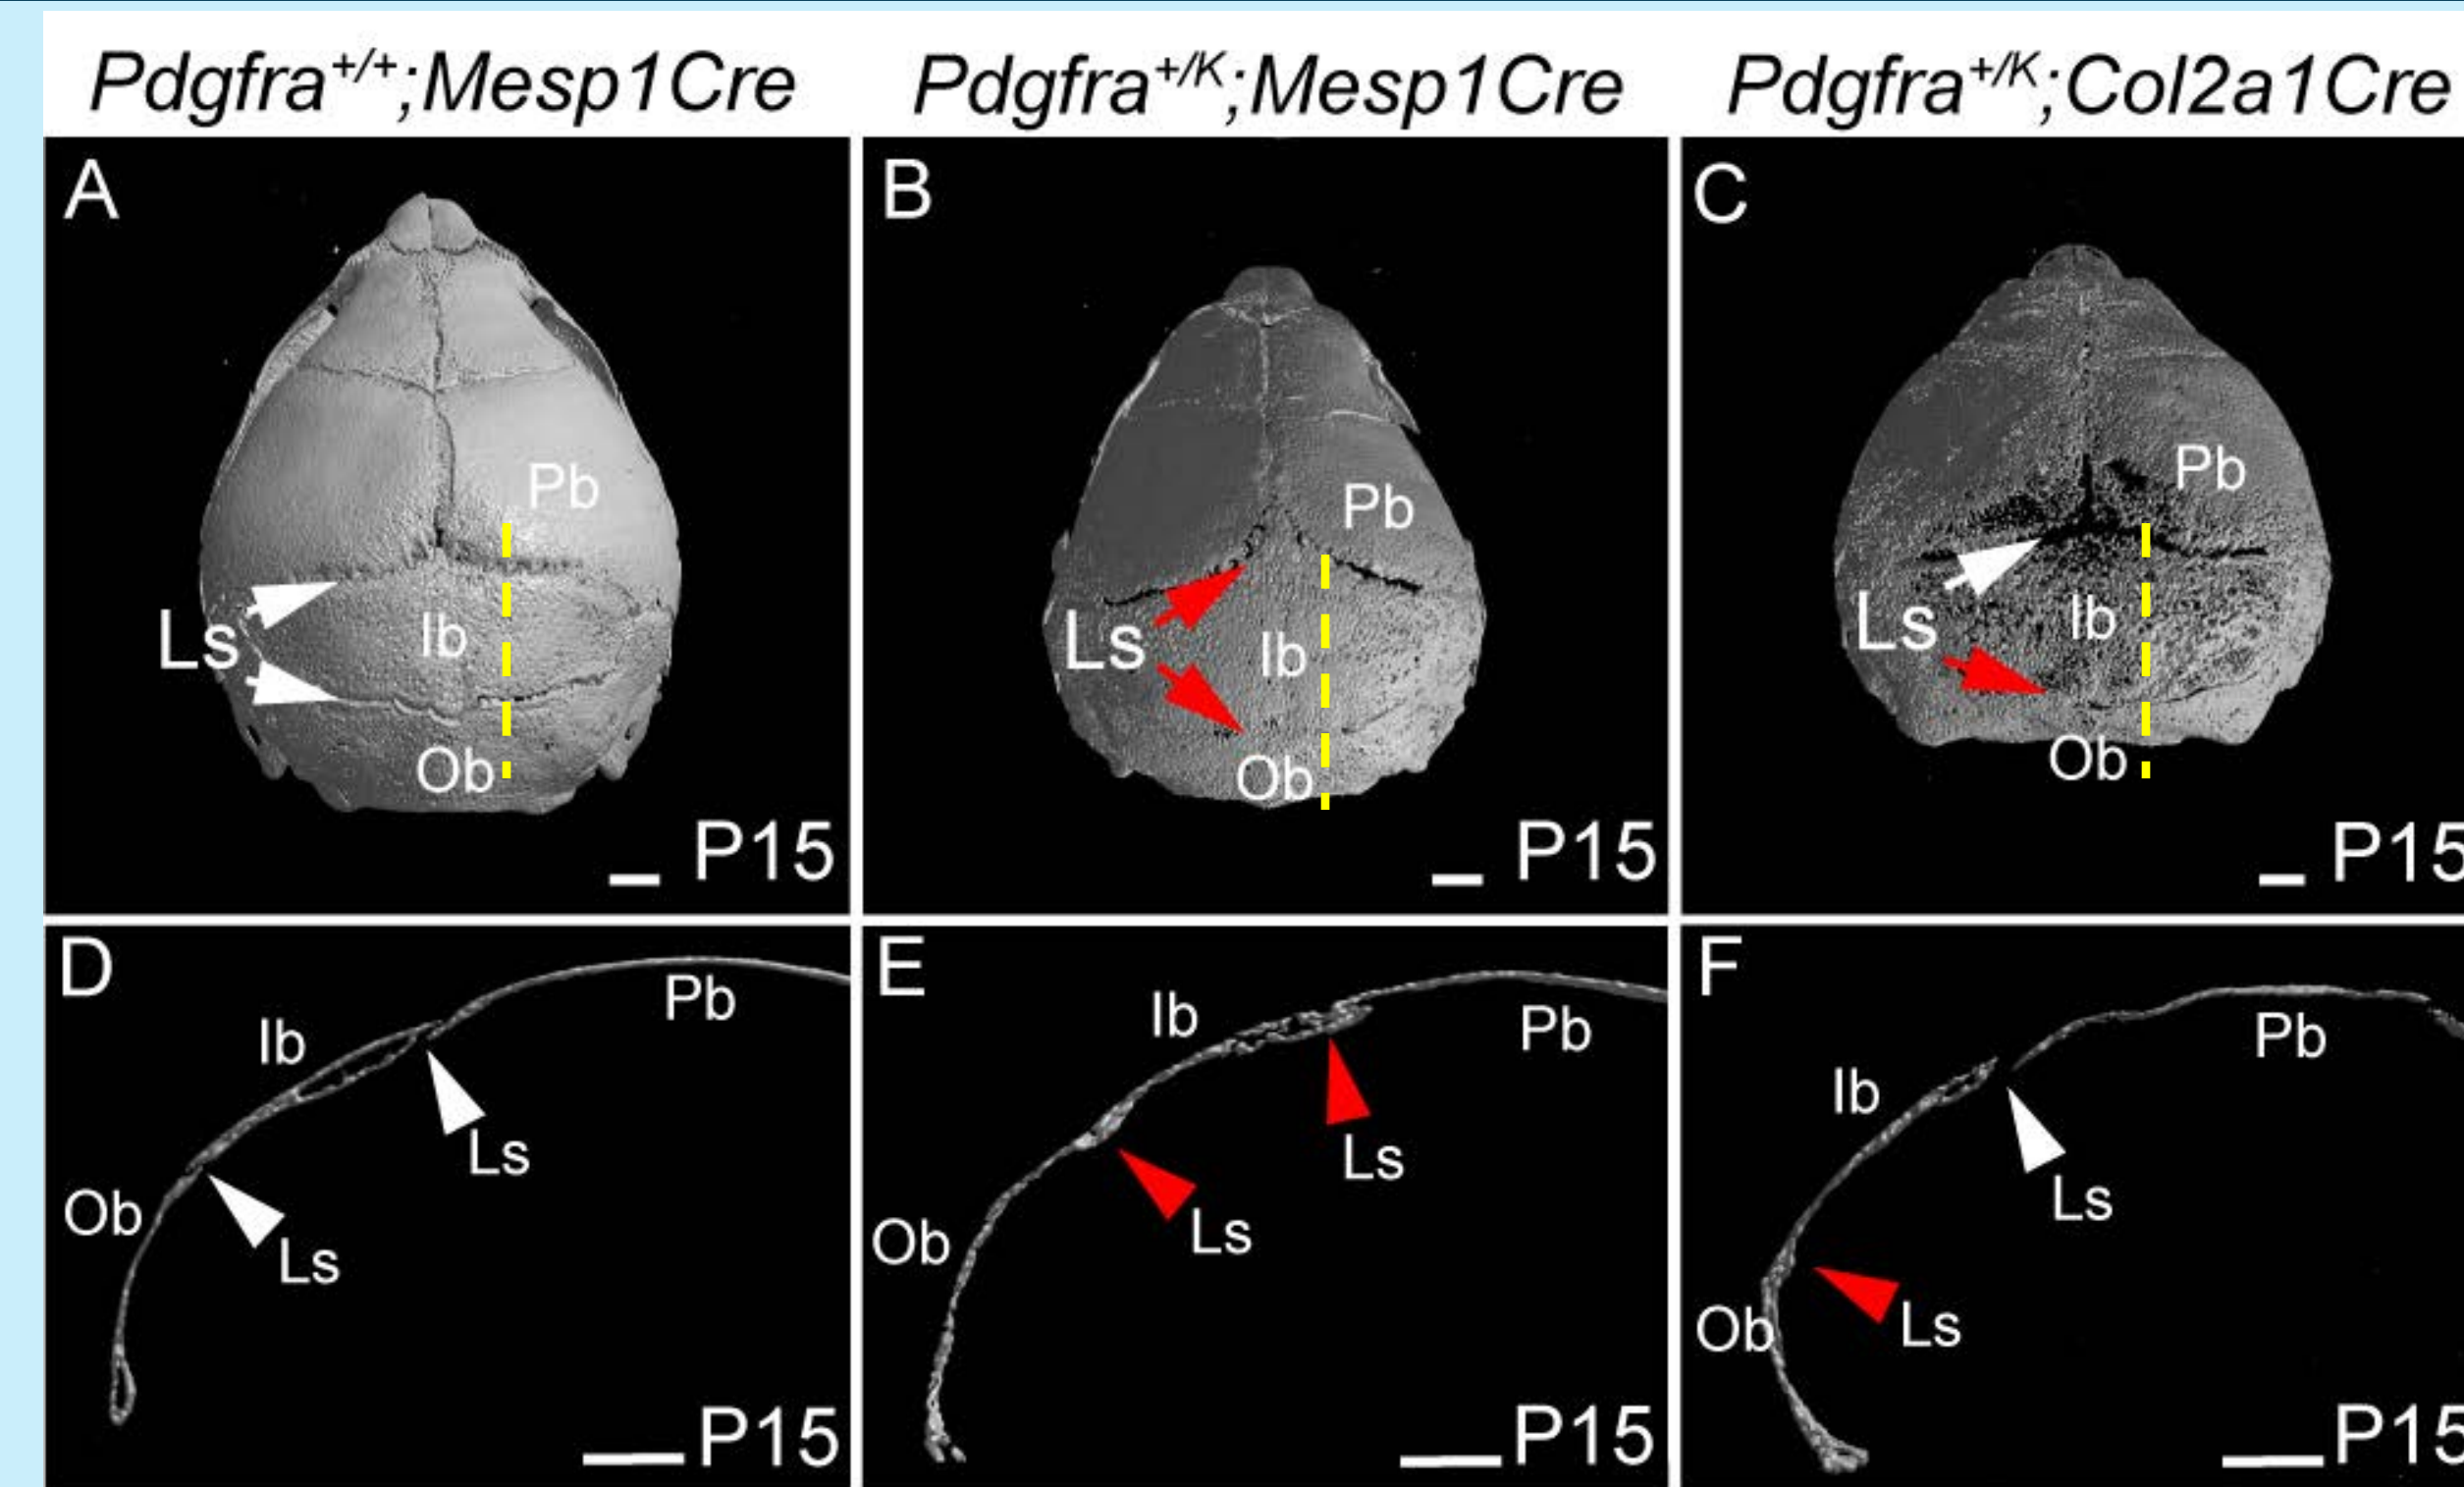 Pdgfra+/+;Mesp1Cre
Pdgfra+/K;Mesp1Cre
Pdgfra+/K;Col2a1Cre
A
Pb
Ls
Ib
Ob
P15
B
Pb
Ls
Ib
Ob
P15
C
Pb
Ls
Ib
Ob
P15
D
Ib
Pb
Ls
Ob
Ls
P15
E
Ib
Pb
Ls
Ob
Ls
P15
F
Pb
Ib
Ls
Ob
Ls
P15